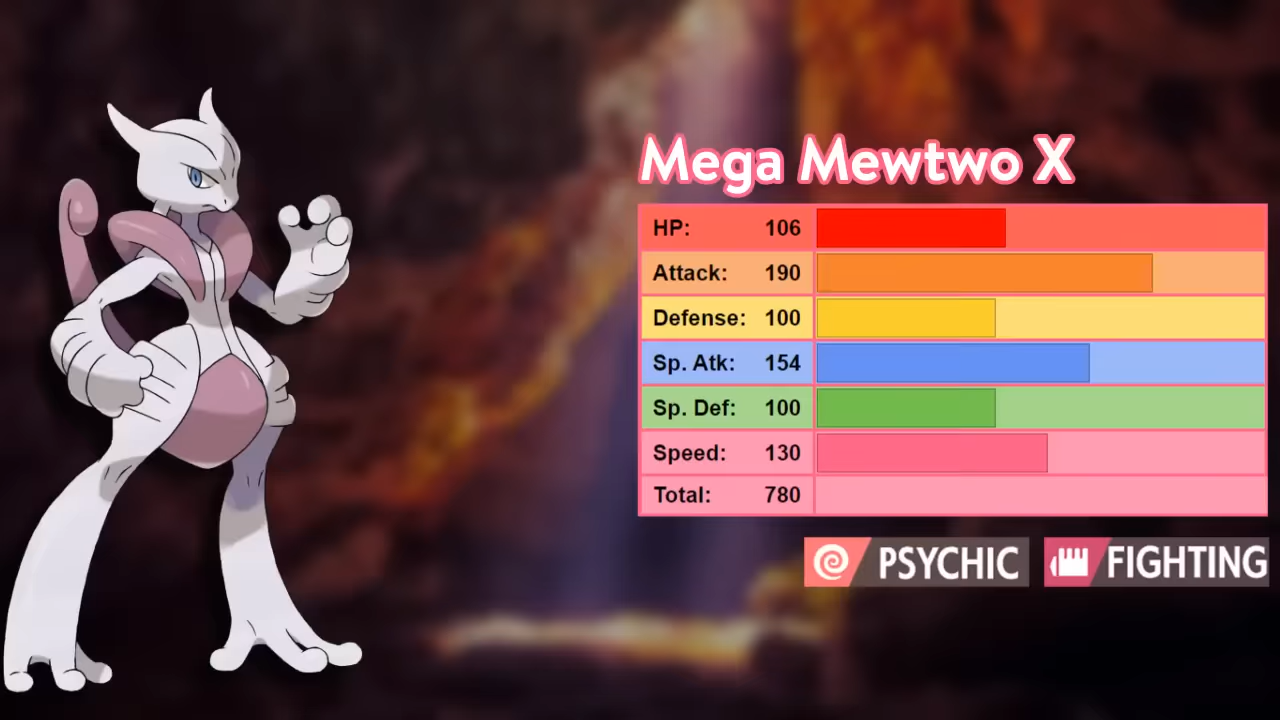 Mega Mewtwo X
HP: 106
Attack: 190
Defense: 100
Sp. Atk: 154
Sp. Def: 100
Speed: 130
Total: 780
PSYCHIC FIGHTING